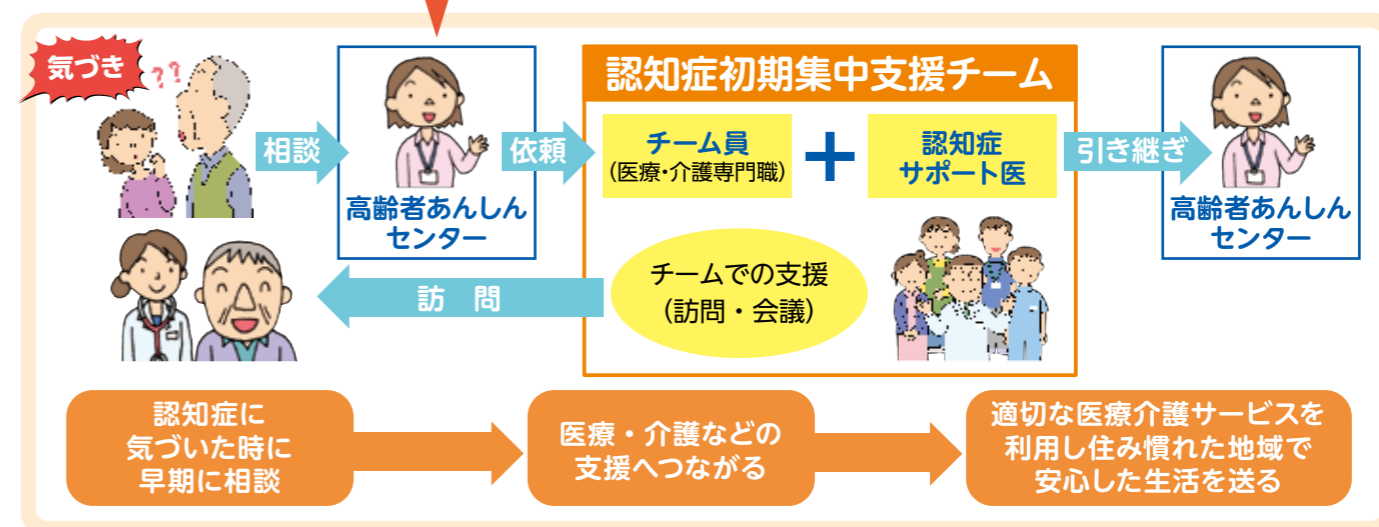 気づき
??
相談
高齢者あんしん
センター
依頼
認知症初期集中支援チーム
チーム員
(医療・介護専門職)
+
認知症
サポート医
引き継ぎ
高齢者あんしん
センター
訪 問
チームでの支援
(訪問・会議)
認知症に
気づいた時に
早期に相談
医療・介護などの
支援へつながる
適切な医療介護サービスを
利用し住み慣れた地域で
安心した生活を送る